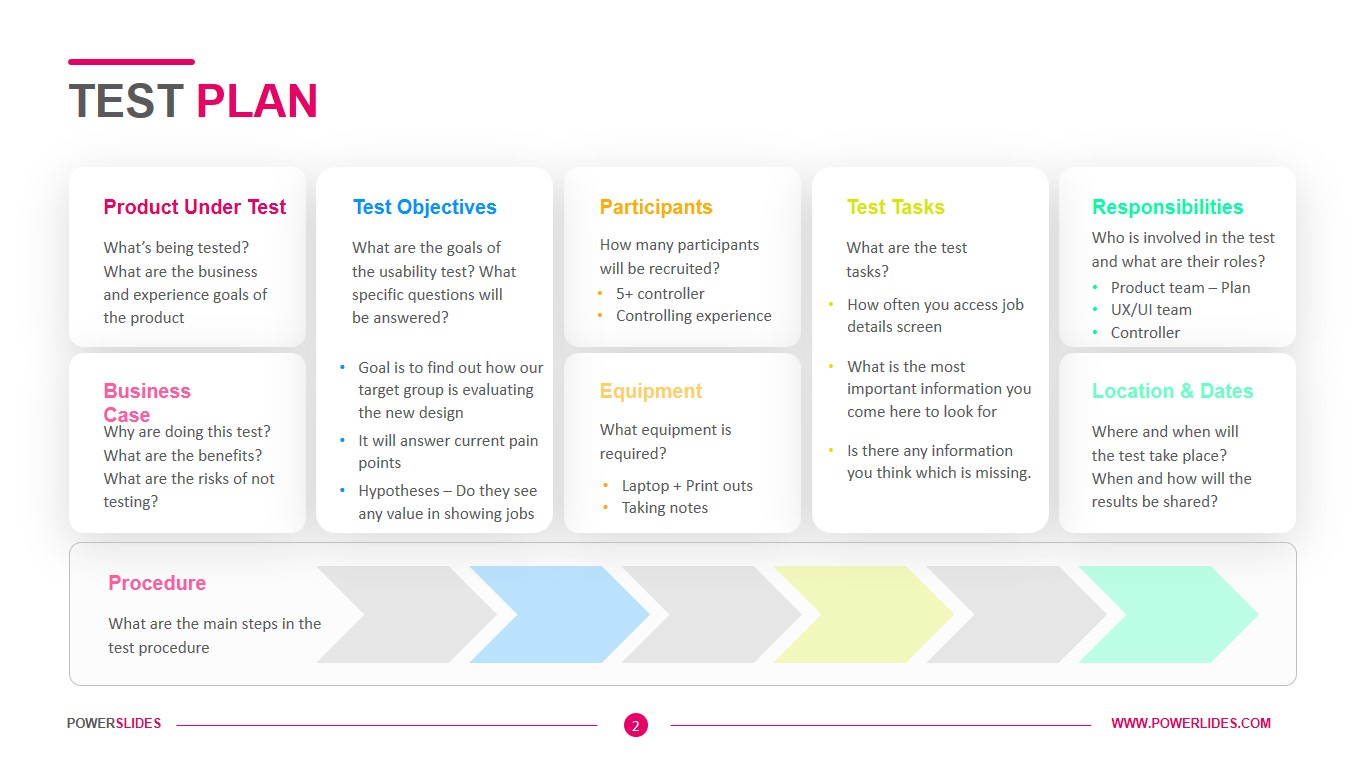 TEST PLAN
Product Under Test
What’s being tested?
What are the business
and experience goals of
the product
Business
Case
Why are doing this test?
What are the benefits?
What are the risks of not
testing?
Test Objectives
What are the goals of
the usability test? What
specific questions will
be answered?
• Goal is to find out how our
target group is evaluating
the new design
• It will answer current pain
points
• Hypotheses – Do they see
any value in showing jobs
Participants
How many participants
will be recruited?
• 5+ controller
• Controlling experience
Equipment
What equipment is
required?
• Laptop + Print outs
• Taking notes
Test Tasks
What are the test
tasks?
• How often you access job
details screen
• What is the most
important information you
come here to look for
• Is there any information
you think which is missing.
Responsibilities
Who is involved in the test
and what are their roles?
• Product team – Plan
• UX/UI team
• Controller
Location & Dates
Where and when will
the test take place?
When and how will the
results be shared?
Procedure
What are the main steps in the
test procedure
POWERSLIDES
2
WWW.POWERLIDES.COM